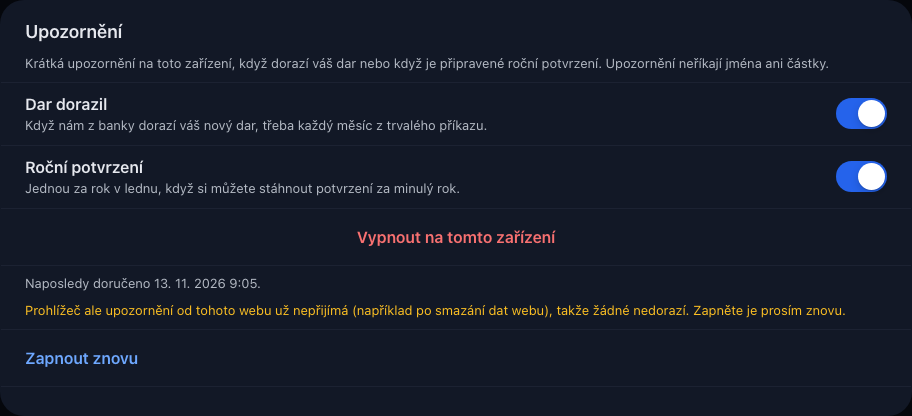 Upozornění
Krátká upozornění na toto zařízení, když dorazí váš dar nebo když je připravené roční potvrzení. Upozornění neříkají jména ani částky.
Dar dorazil
Když nám z banky dorazí váš nový dar, třeba každý měsíc z trvalého příkazu.
Roční potvrzení
Jednou za rok v lednu, když si můžete stáhnout potvrzení za minulý rok.
Vypnout na tomto zařízení
Naposledy doručeno 13. 11. 2026 9:05.
Prohlížeč ale upozornění od tohoto webu už nepřijímá (například po smazání dat webu), takže žádné nedorazí. Zapněte je prosím znovu.
Zapnout znovu